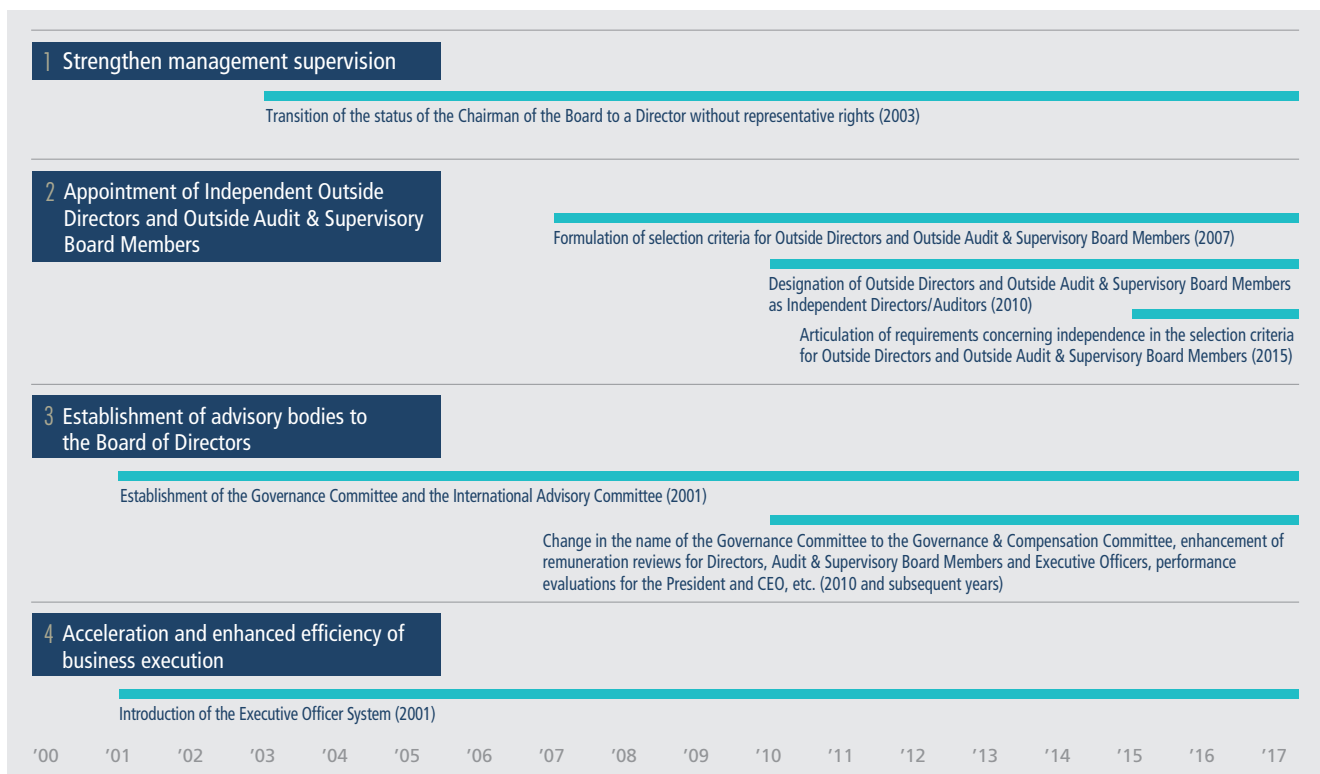 1 Strengthen management supervision
Transition of the status of the Chairman of the Board to a Director without representative rights (2003)
2 Appointment of Independent Outside
Directors and Outside Audit & Supervisory
Board Members
Formulation of selection criteria for Outside Directors and Outside Audit & Supervisory Board Members (2007)
Designation of Outside Directors and Outside Audit & Supervisory Board Members
as Independent Directors/Auditors (2010)
Articulation of requirements concerning independence in the selection criteria
for Outside Directors and Outside Audit & Supervisory Board Members (2015)
3 Establishment of advisory bodies to
the Board of Directors
Establishment of the Governance Committee and the International Advisory Committee (2001)
Change in the name of the Governance Committee to the Governance & Compensation Committee, enhancement of
remuneration reviews for Directors, Audit & Supervisory Board Members and Executive Officers, performance
evaluations for the President and CEO, etc. (2010 and subsequent years)
4 Acceleration and enhanced efficiency of
business execution
Introduction of the Executive Officer System (2001)
’00 ’01 ’02 ’03 ’04 ’05 ’06 ’07 ’08 ’09 ’10 ’11 ’12 ’13 ’14 ’15 ’16 ’17